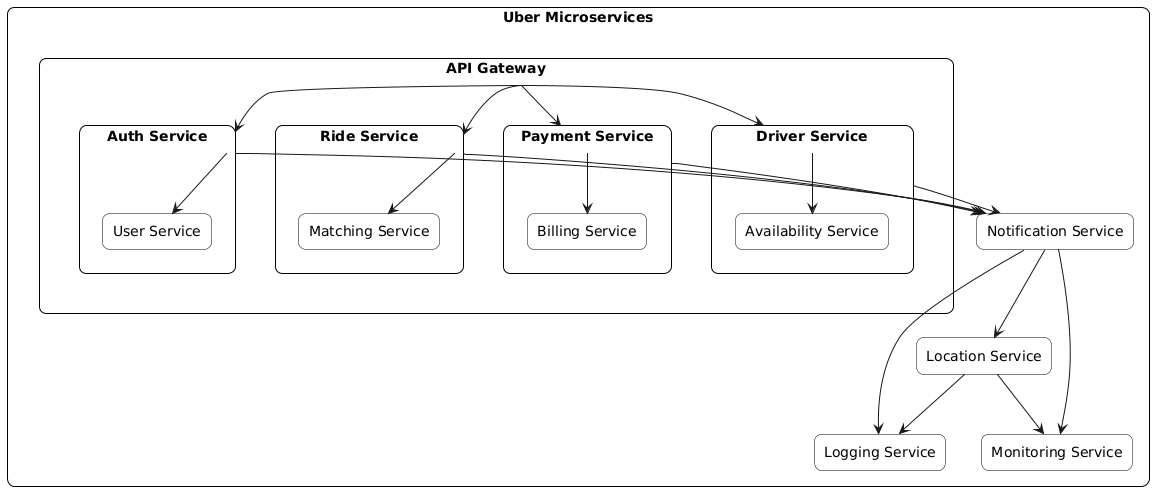 Uber Microservices
API Gateway
Auth Service
Ride Service
Payment Service
Driver Service
User Service
Matching Service
Billing Service
Availability Service
Notification Service
Location Service
Logging Service
Monitoring Service